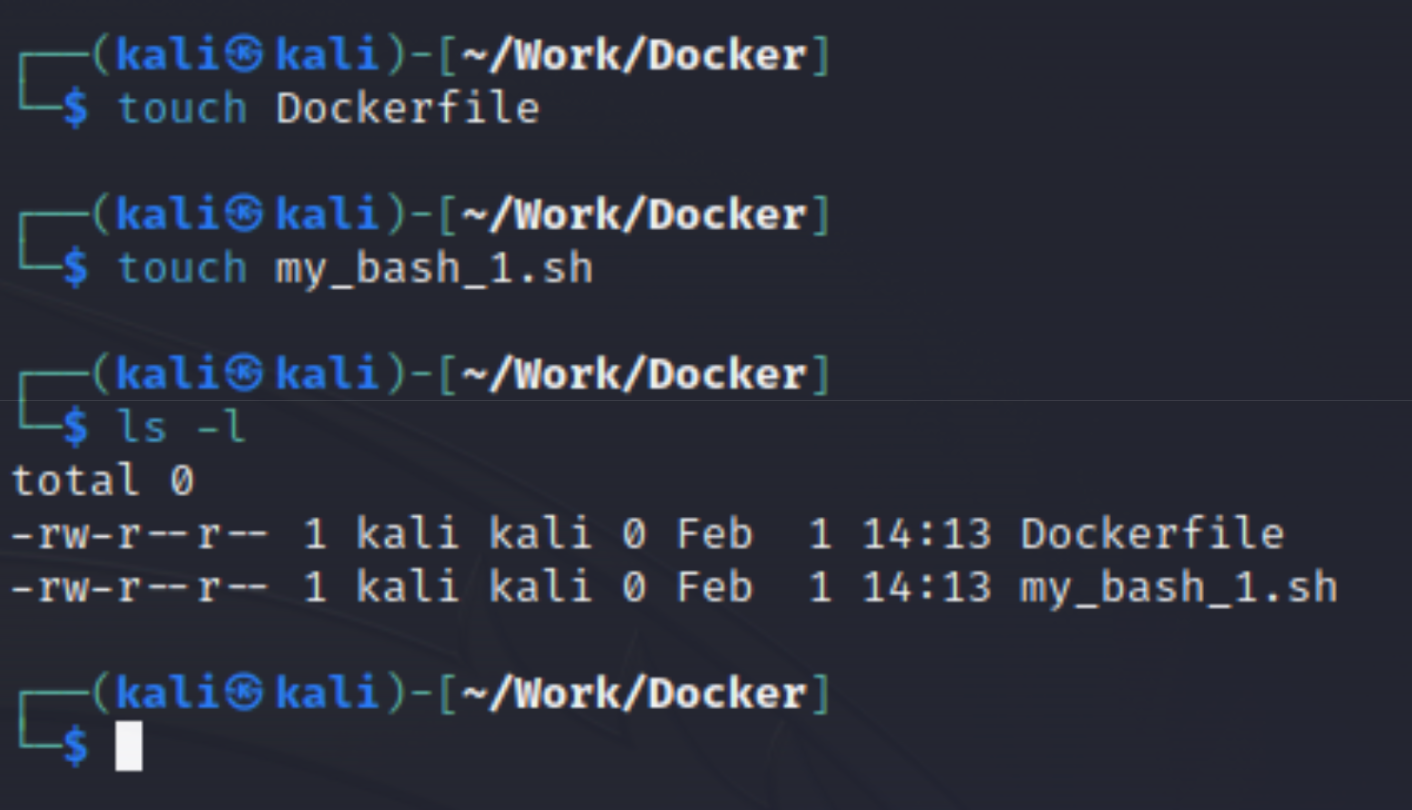 ┌──(kali㉿kali)-[~/Work/Docker]
└─$ touch Dockerfile
┌──(kali㉿kali)-[~/Work/Docker]
└─$ touch my_bash_1.sh
┌──(kali㉿kali)-[~/Work/Docker]
└─$ ls -l
total 0
-rw-r--r-- 1 kali kali 0 Feb  1 14:13 Dockerfile
-rw-r--r-- 1 kali kali 0 Feb  1 14:13 my_bash_1.sh
┌──(kali㉿kali)-[~/Work/Docker]
└─$